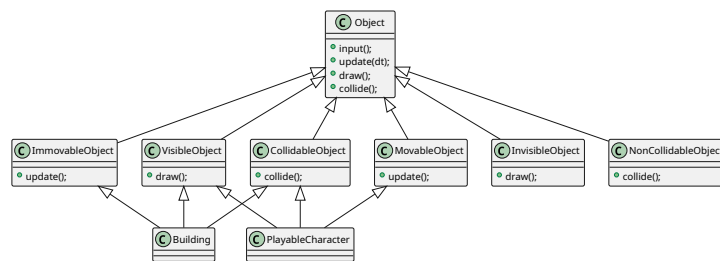 C Object
input();
update(dt);
draw();
collide();
C ImmovableObject
update();
C VisibleObject
draw();
C CollidableObject
collide();
C MovableObject
update();
C InvisibleObject
draw();
C NonCollidableObject
collide();
C Building
C PlayableCharacter